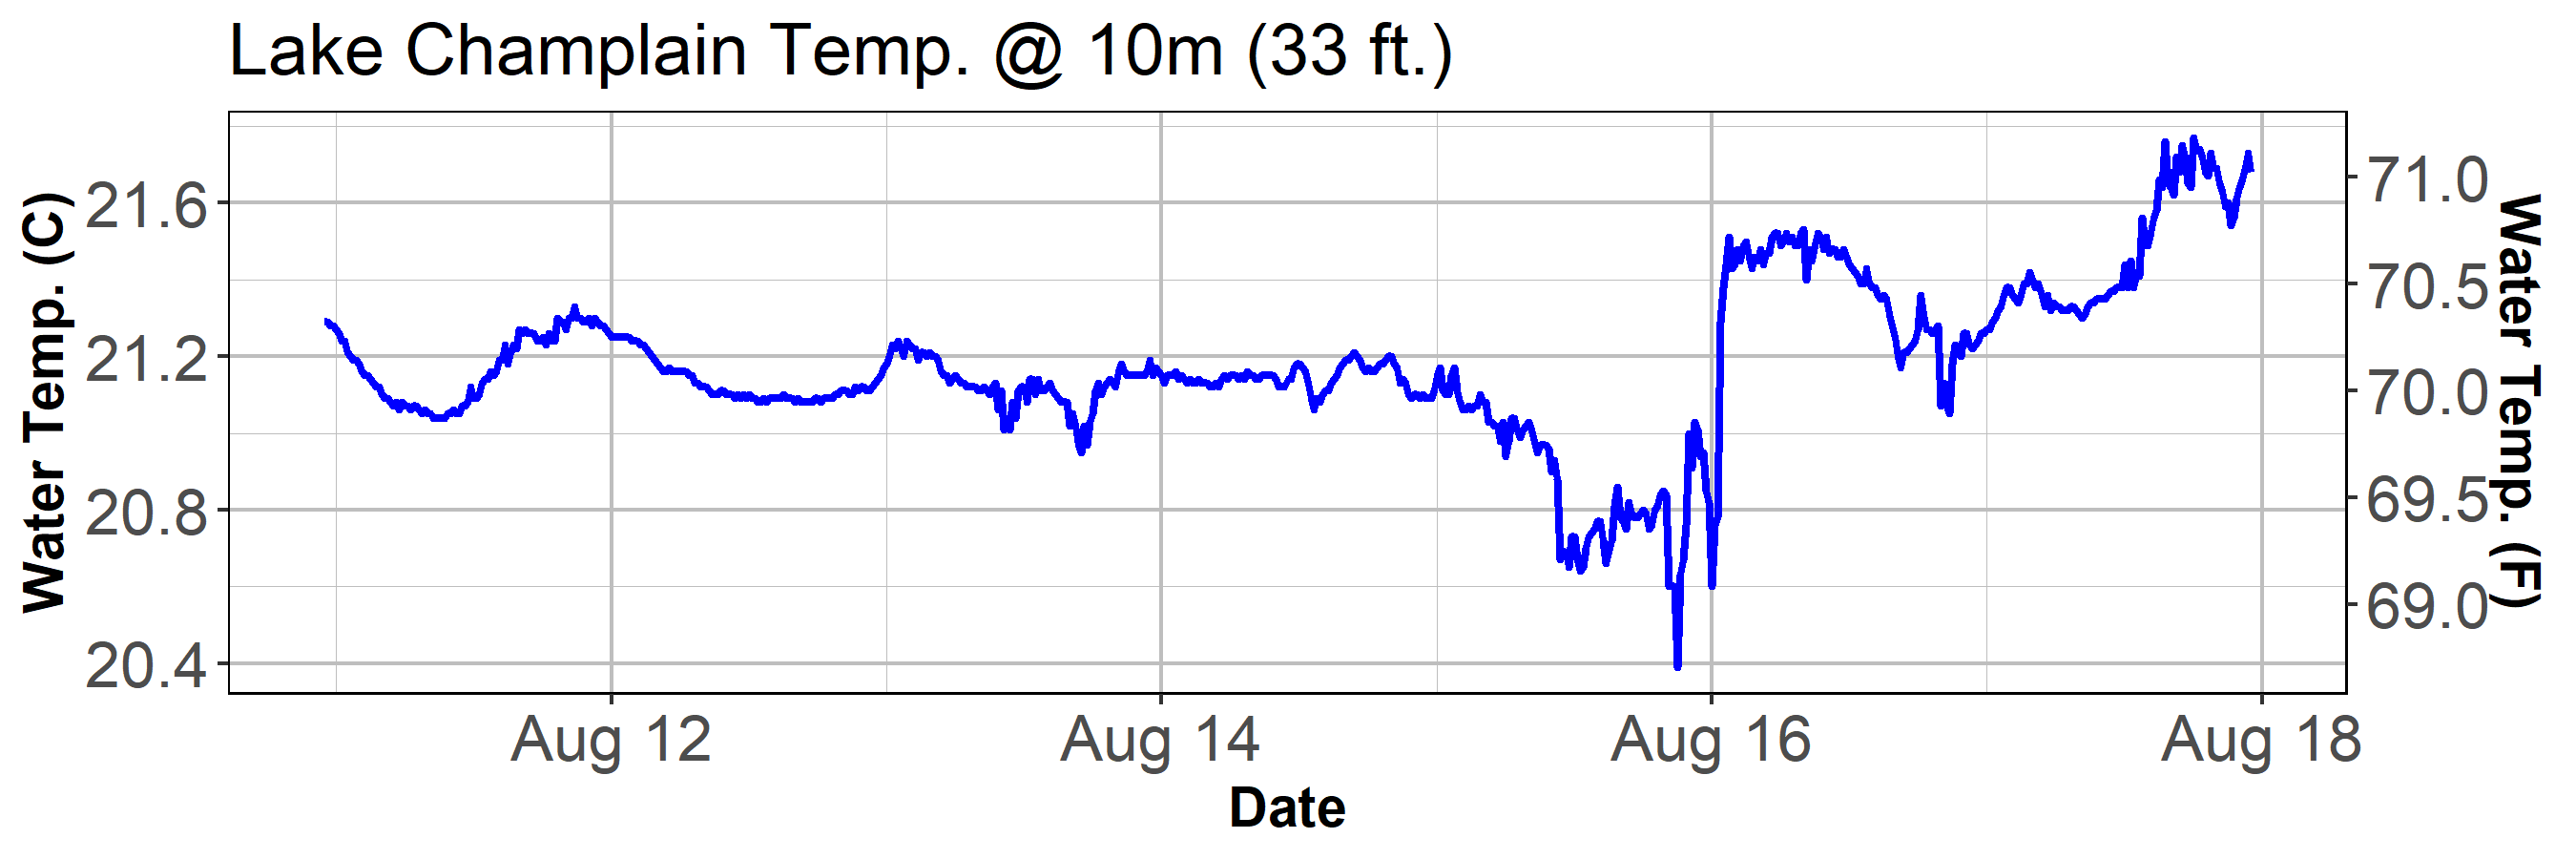 Lake Champlain Temp. @ 10m (33 ft.)
Water Temp. (C)
21.6
21.2
20.8
20.4
71.0
70.5
70.0
69.5
69.0
Water Temp. (F)
Aug 12
Aug 14
Aug 16
Aug 18
Date